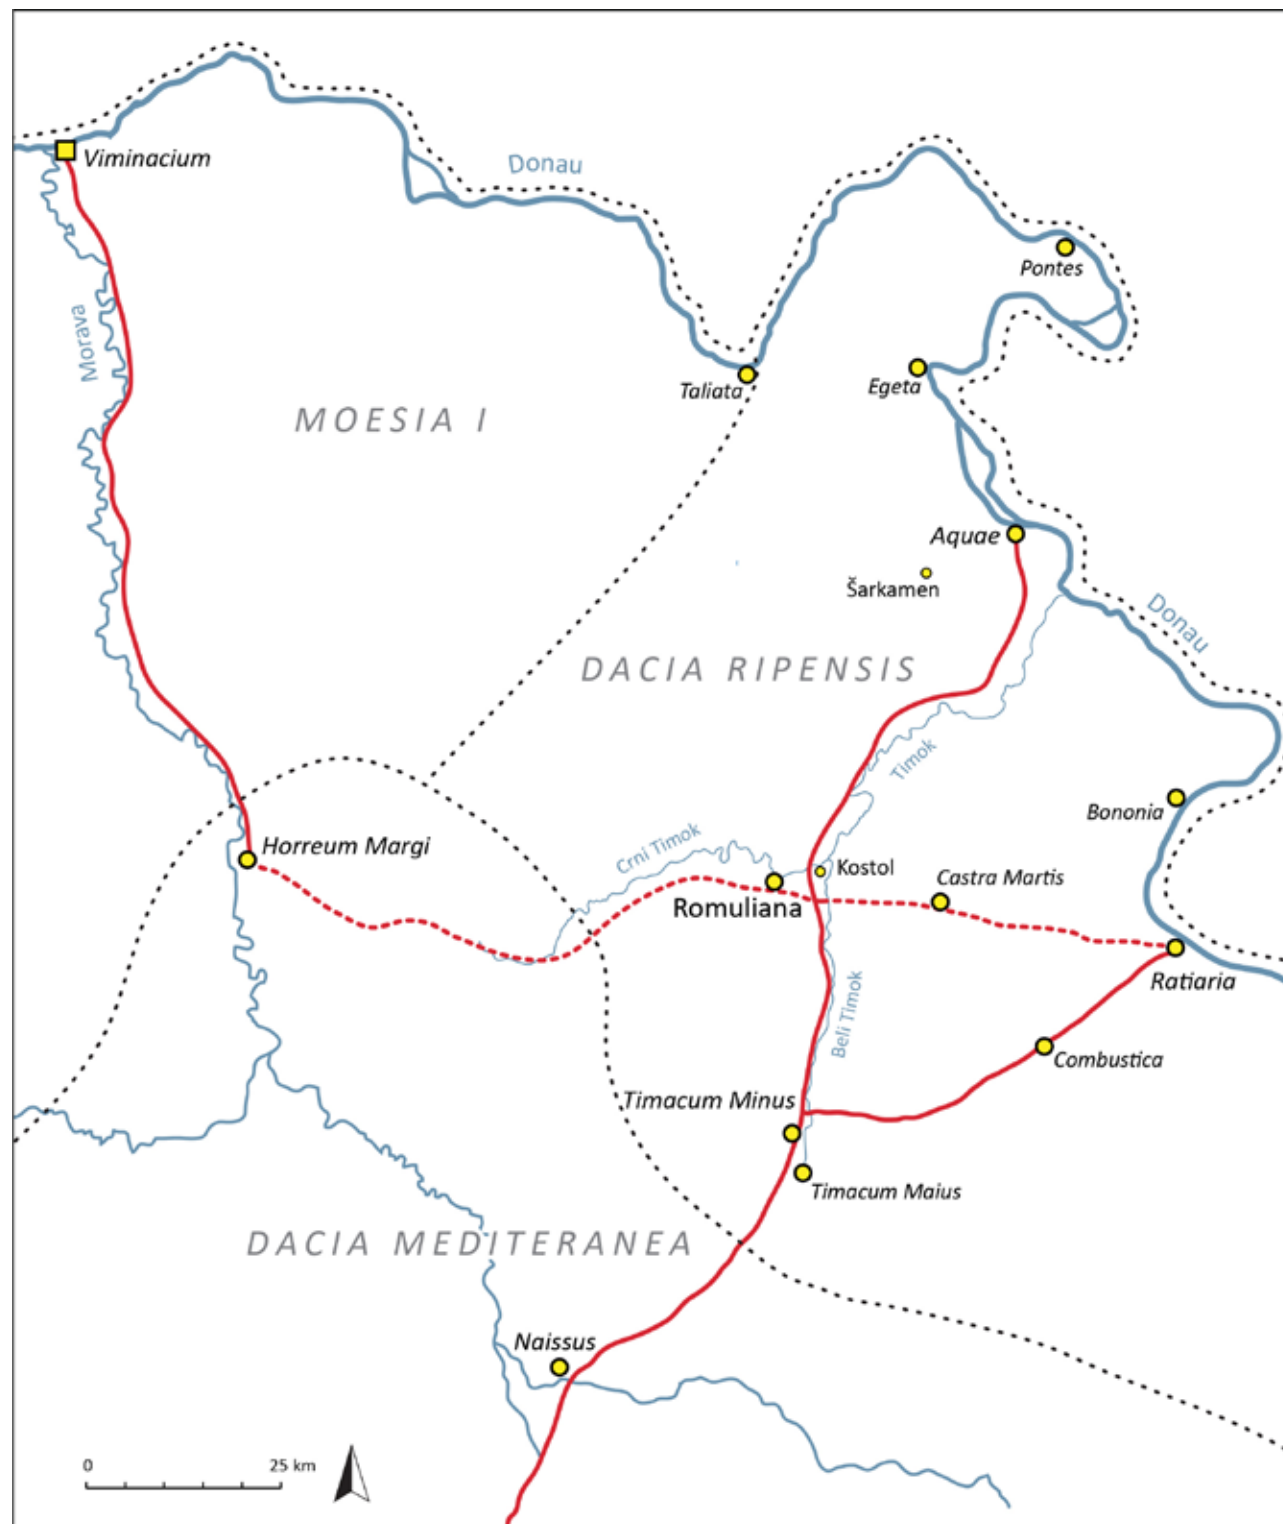 Viminacium
Donau
Pontes
Morava
Taliata
Egeta
MOESIA I
Aquae
Šarkamen
Donau
DACIA RIPENSIS
Timok
Bononia
Horreum Margi
Crni Timok
Kostol
Castra Martis
Romuliana
Ratiaria
Beli Timok
Combustica
Timacum Minus
Timacum Maius
DACIA MEDITERANEA
Naissus
0 25 km